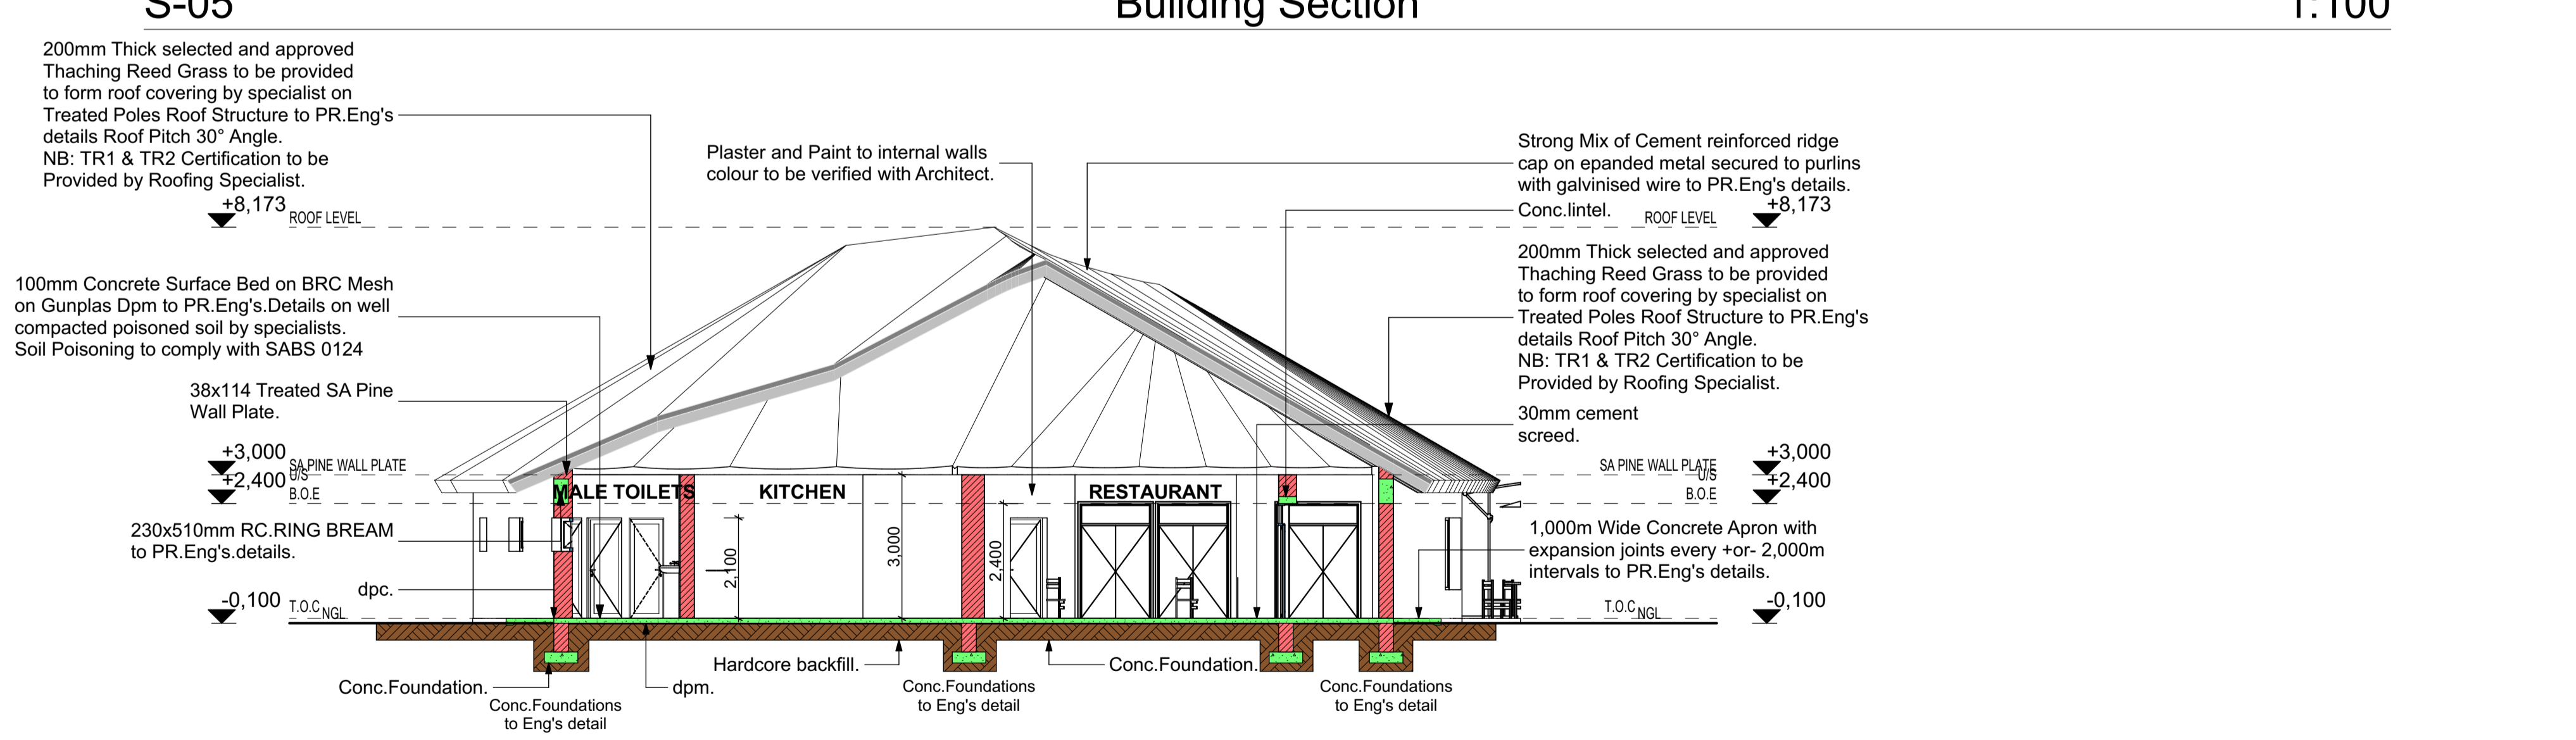 S-05
Building Section
1:100
200mm Thick selected and approved
Thaching Reed Grass to be provided
to form roof covering by specialist on
Treated Poles Roof Structure to PR.Eng's
details Roof Pitch 30° Angle.
NB: TR1 & TR2 Certification to be
Provided by Roofing Specialist.
+8,173
ROOF LEVEL
100mm Concrete Surface Bed on BRC Mesh
on Gunplas Dpm to PR.Eng's.Details on well
compacted poisoned soil by specialists.
Soil Poisoning to comply with SABS 0124
38x114 Treated SA Pine
Wall Plate.
+3,000
SA PINE WALL PLATE
U/S
+2,400
B.O.E
230x510mm RC.RING BREAM
to PR.Eng's.details.
dpc.
-0,100
T.O.C
NGL
Plaster and Paint to internal walls
colour to be verified with Architect.
MALE TOILETS
KITCHEN
RESTAURANT
2,100
3,000
2,400
Strong Mix of Cement reinforced ridge
cap on epanded metal secured to purlins
with galvinised wire to PR.Eng's details.
Conc.lintel.
ROOF LEVEL
+8,173
200mm Thick selected and approved
Thaching Reed Grass to be provided
to form roof covering by specialist on
Treated Poles Roof Structure to PR.Eng's
details Roof Pitch 30° Angle.
NB: TR1 & TR2 Certification to be
Provided by Roofing Specialist.
30mm cement
screed.
SA PINE WALL PLATE
+3,000
U/S
B.O.E
+2,400
1,000m Wide Concrete Apron with
expansion joints every +or- 2,000m
intervals to PR.Eng's details.
T.O.C
NGL
-0,100
Conc.Foundation.
Conc.Foundations
to Eng's detail
dpm.
Hardcore backfill.
Conc.Foundations
to Eng's detail
Conc.Foundation.
Conc.Foundations
to Eng's detail